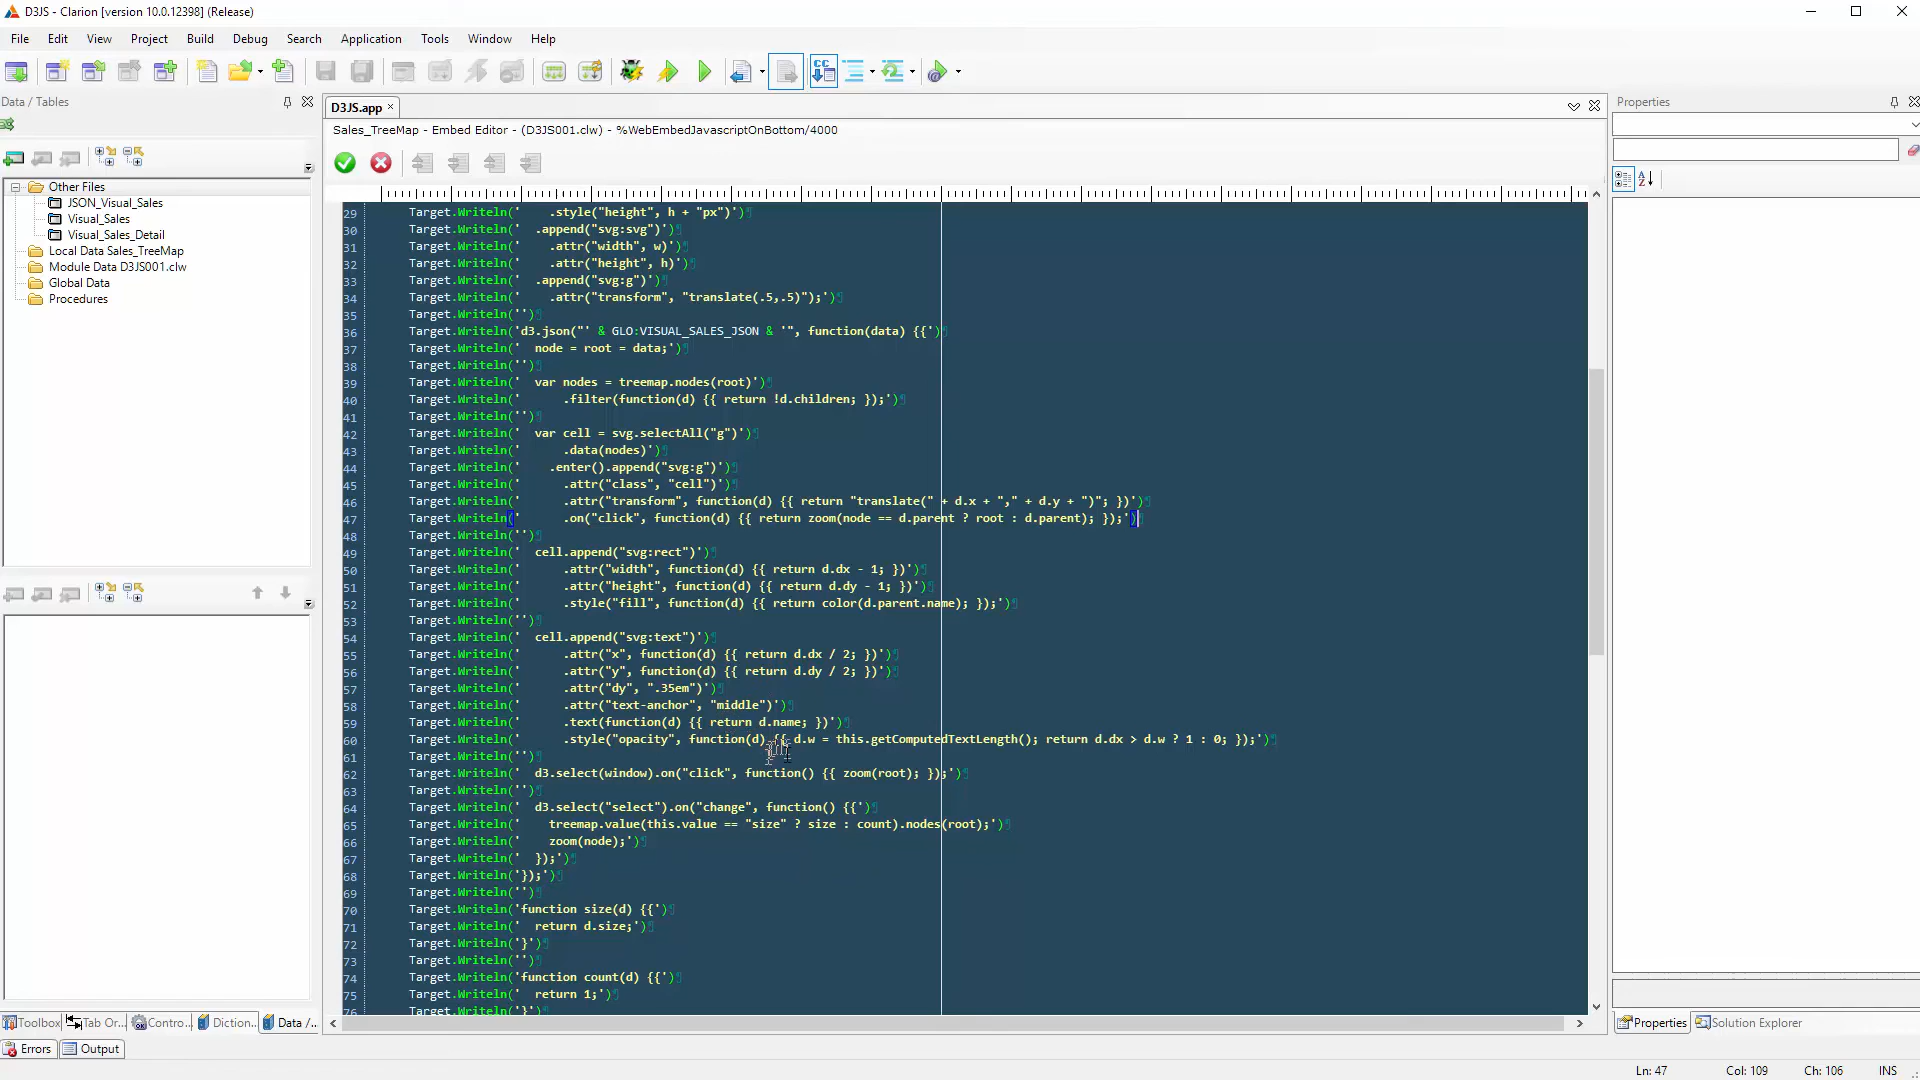 D3JS - Clarion (version 10.0.12398] (Release)
File Edit View Project Build Debug Search Application Tools Window Help
Data / Tables
Other Files
JSON_Visual_Sales
Visual_Sales
Visual_Sales_Detail
Local Data Sales_TreeMap
Module Data D3JS001.clw
Global Data
Procedures
Toolbox Tab Or... Contro... Diction... Data /...
Errors Output
D3JS.app
Sales_TreeMap - Embed Editor - (D3JS001.clw) - %WebEmbedJavascriptOnBottom/4000
29 Target.Writeln('    .style("height", h + "px")')
30 Target.Writeln('  .append("svg:svg")')
31 Target.Writeln('    .attr("width", w)')
32 Target.Writeln('    .attr("height", h)')
33 Target.Writeln('  .append("svg:g")')
34 Target.Writeln('    .attr("transform", "translate(.5,.5)");')
35 Target.Writeln('')
36 Target.Writeln('d3.json("' & GLO:VISUAL_SALES_JSON & '", function(data) {{')
37 Target.Writeln('  node = root = data;')
38 Target.Writeln('')
39 Target.Writeln('  var nodes = treemap.nodes(root)')
40 Target.Writeln('      .filter(function(d) {{ return !d.children; });')
41 Target.Writeln('')
42 Target.Writeln('  var cell = svg.selectAll("g")')
43 Target.Writeln('      .data(nodes)')
44 Target.Writeln('    .enter().append("svg:g")')
45 Target.Writeln('      .attr("class", "cell")')
46 Target.Writeln('      .attr("transform", function(d) {{ return "translate(" + d.x + "," + d.y + ")"; })')
47 Target.Writeln('      .on("click", function(d) {{ return zoom(node == d.parent ? root : d.parent); });')
48 Target.Writeln('')
49 Target.Writeln('  cell.append("svg:rect")')
50 Target.Writeln('      .attr("width", function(d) {{ return d.dx - 1; })')
51 Target.Writeln('      .attr("height", function(d) {{ return d.dy - 1; })')
52 Target.Writeln('      .style("fill", function(d) {{ return color(d.parent.name); });')
53 Target.Writeln('')
54 Target.Writeln('  cell.append("svg:text")')
55 Target.Writeln('      .attr("x", function(d) {{ return d.dx / 2; })')
56 Target.Writeln('      .attr("y", function(d) {{ return d.dy / 2; })')
57 Target.Writeln('      .attr("dy", ".35em")')
58 Target.Writeln('      .attr("text-anchor", "middle")')
59 Target.Writeln('      .text(function(d) {{ return d.name; })')
60 Target.Writeln('      .style("opacity", function(d) {{ d.w = this.getComputedTextLength(); return d.dx > d.w ? 1 : 0; });')
61 Target.Writeln('')
62 Target.Writeln('  d3.select(window).on("click", function() {{ zoom(root); });')
63 Target.Writeln('')
64 Target.Writeln('  d3.select("select").on("change", function() {{')
65 Target.Writeln('    treemap.value(this.value == "size" ? size : count).nodes(root);')
66 Target.Writeln('    zoom(node);')
67 Target.Writeln('  });')
68 Target.Writeln('});')
69 Target.Writeln('')
70 Target.Writeln('function size(d) {{')
71 Target.Writeln('  return d.size;')
72 Target.Writeln('}')
73 Target.Writeln('')
74 Target.Writeln('function count(d) {{')
75 Target.Writeln('  return 1;')
76 Target.Writeln('}')
Properties
Properties Solution Explorer
Ln: 47 Col: 109 Ch: 106 INS